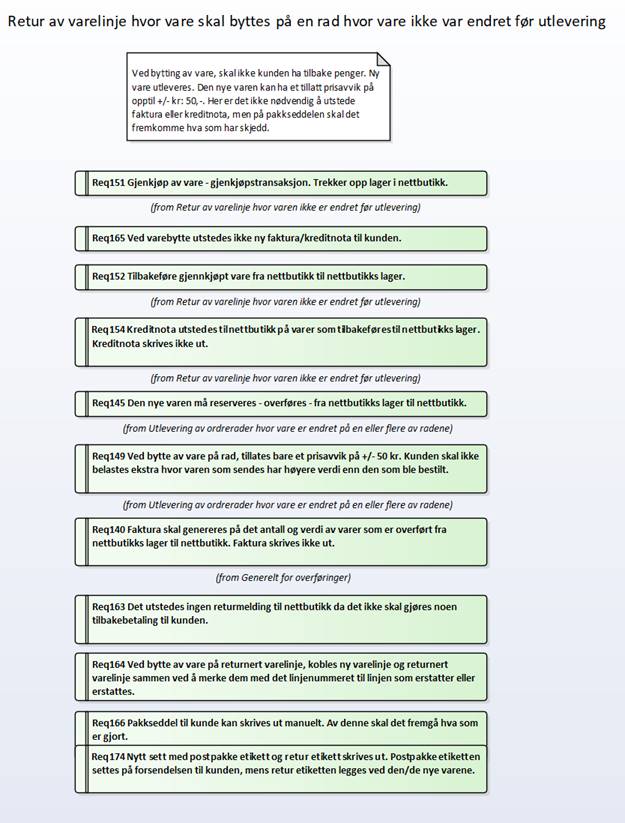 Retur av varelinje hvor vare skal byttes på en rad hvor vare ikke var endret før utlevering
Ved bytting av vare, skal ikke kunden ha tilbake penger. Ny
vare utleveres. Den nye varen kan ha et tillatt prisavvik på
opptil +/- kr: 50,-. Her er det ikke nødvendig å utstede
faktura eller kreditnota, men på pakkseddelen skal det
fremkomme hva som har skjedd.
Req151 Gjenkjøp av vare - gjenkjøpstransaksjon. Trekker opp lager i nettbutikk.
(from Retur av varelinje hvor varen ikke er endret før utlevering)
Req165 Ved varebytte utstedes ikke ny faktura/kreditnota til kunden.
Req152 Tilbakeføre gjennkjøpt vare fra nettbutikk til nettbutikks lager.
(from Retur av varelinje hvor varen ikke er endret før utlevering)
Req154 Kreditnota utstedes til nettbutikk på varer som tilbakeføres til nettbutikks lager.
Kreditnota skrives ikke ut.
(from Retur av varelinje hvor varen ikke er endret før utlevering)
Req145 Den nye varen må reserveres - overføres - fra nettbutikks lager til nettbutikk.
(from Utlevering av ordrerader hvor vare er endret på en eller flere av radene)
Req149 Ved bytte av vare på rad, tillates bare et prisavvik på +/- 50 kr. Kunden skal ikke
belastes ekstra hvor varen som sendes har høyere verdi enn den som ble bestilt.
(from Utlevering av ordrerader hvor vare er endret på en eller flere av radene)
Req140 Faktura skal genereres på det antall og verdi av varer som er overført fra
nettbutikks lager til nettbutikk. Faktura skrives ikke ut.
(from Generelt for overføringer)
Req163 Det utstedes ingen returmelding til nettbutikk da det ikke skal gjøres noen
tilbakebetaling til kunden.
Req164 Ved bytte av vare på returnert varelinje, kobles ny varelinje og returnert
varelinje sammen ved å merke dem med det linjenummeret til linjen som erstatter eller
erstattes.
Req166 Pakkseddel til kunde kan skrives ut manuelt. Av denne skal det fremgå hva som
er gjort.
Req174 Nytt sett med postpakke etikett og retur etikett skrives ut. Postpakke etiketten
settes på forsendelsen til kunden, mens retur etiketten legges ved den/de nye varene.